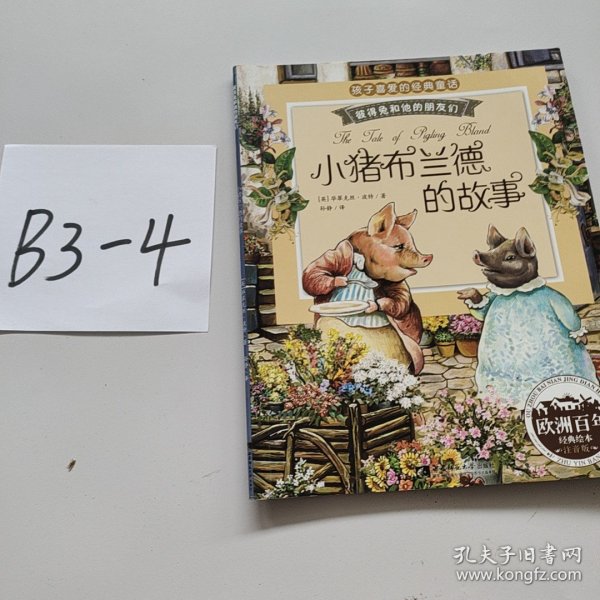 B3-4
孩子喜爱的经典童话
彼得兔和他的朋友们
The Tale of Pigling Bland
小猪布兰德
的故事
[英]毕翠克丝·波特/著
孙静/译
欧洲百年
经典绘本
注音版
孔夫子旧书网
www.kongfz.com